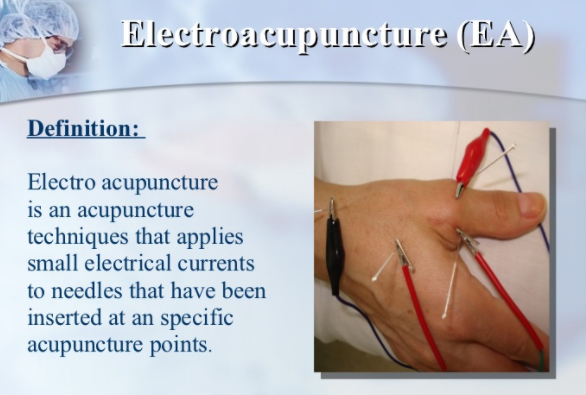 Electroacupuncture (EA)
Definition:
Electro acupuncture
is an acupuncture
techniques that applies
small electrical currents
to needles that have been
inserted at an specific
acupuncture points.